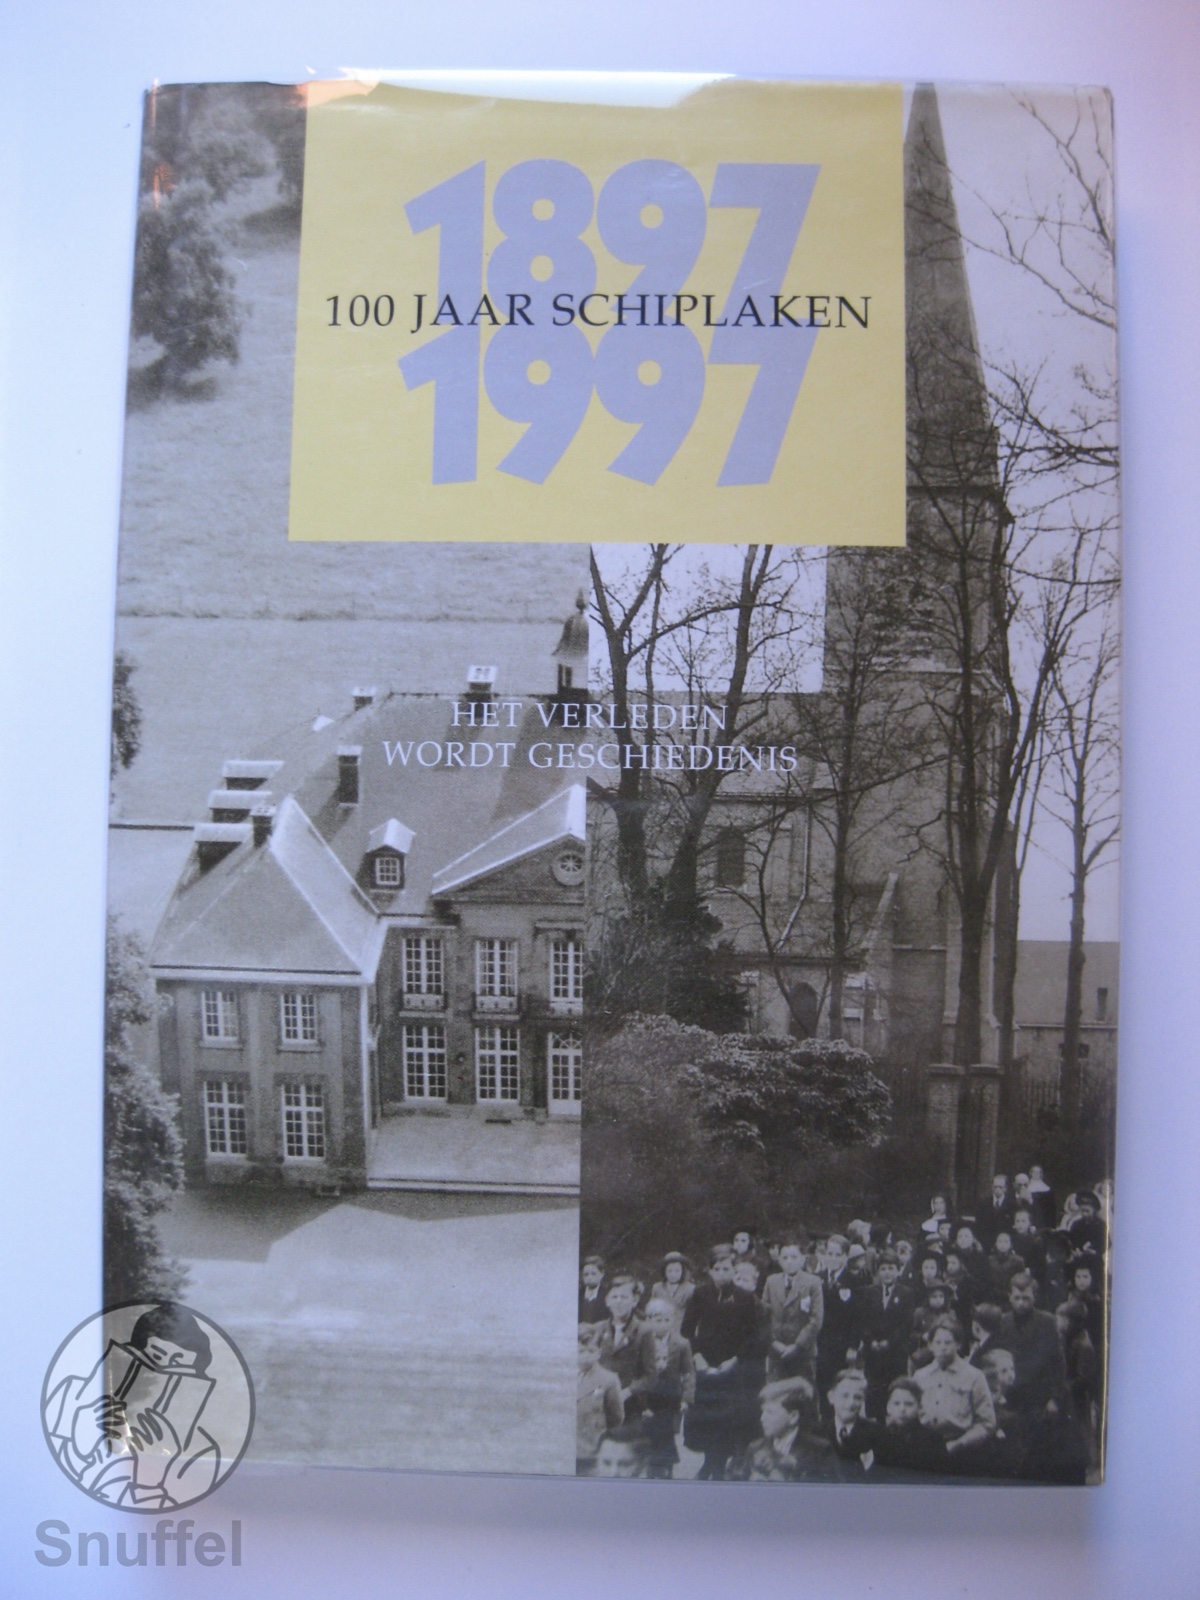 1897
100 JAAR SCHIPLAKEN
1997
HET VERLEDEN
WORDT GESCHIEDENIS
Snuffel